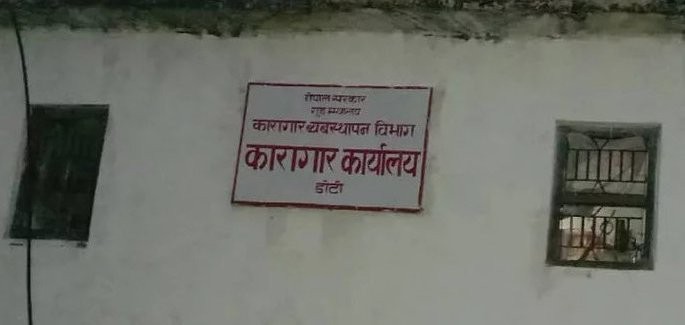 नेपाल सरकार
गृह मन्त्रालय
कारागार व्यवस्थापन विभाग
कारागार कार्यालय
डोटी